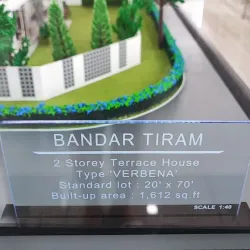 BANDAR TIRAM
2 Storey Terrace House
Type 'VERBENA'
Standard lot : 20' x 70'
Built-up area : 1,612 sq.ft
SCALE 1:40